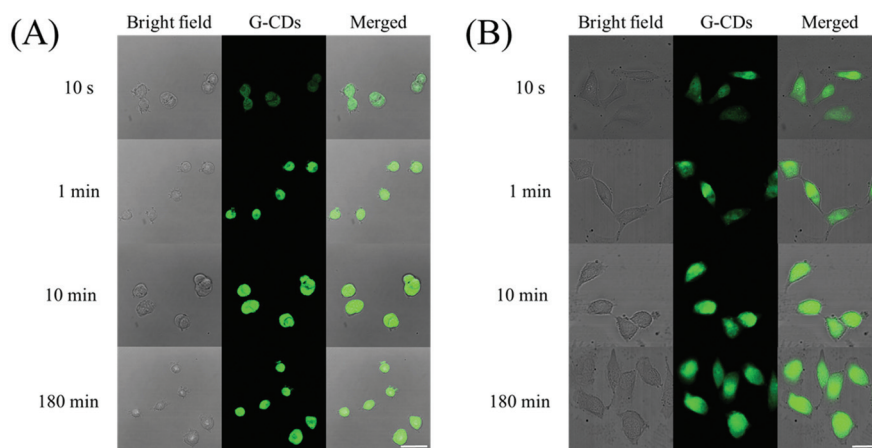 (A)
Bright field G-CDs Merged
10 s
1 min
10 min
180 min
(B)
Bright field G-CDs Merged
10 s
1 min
10 min
180 min